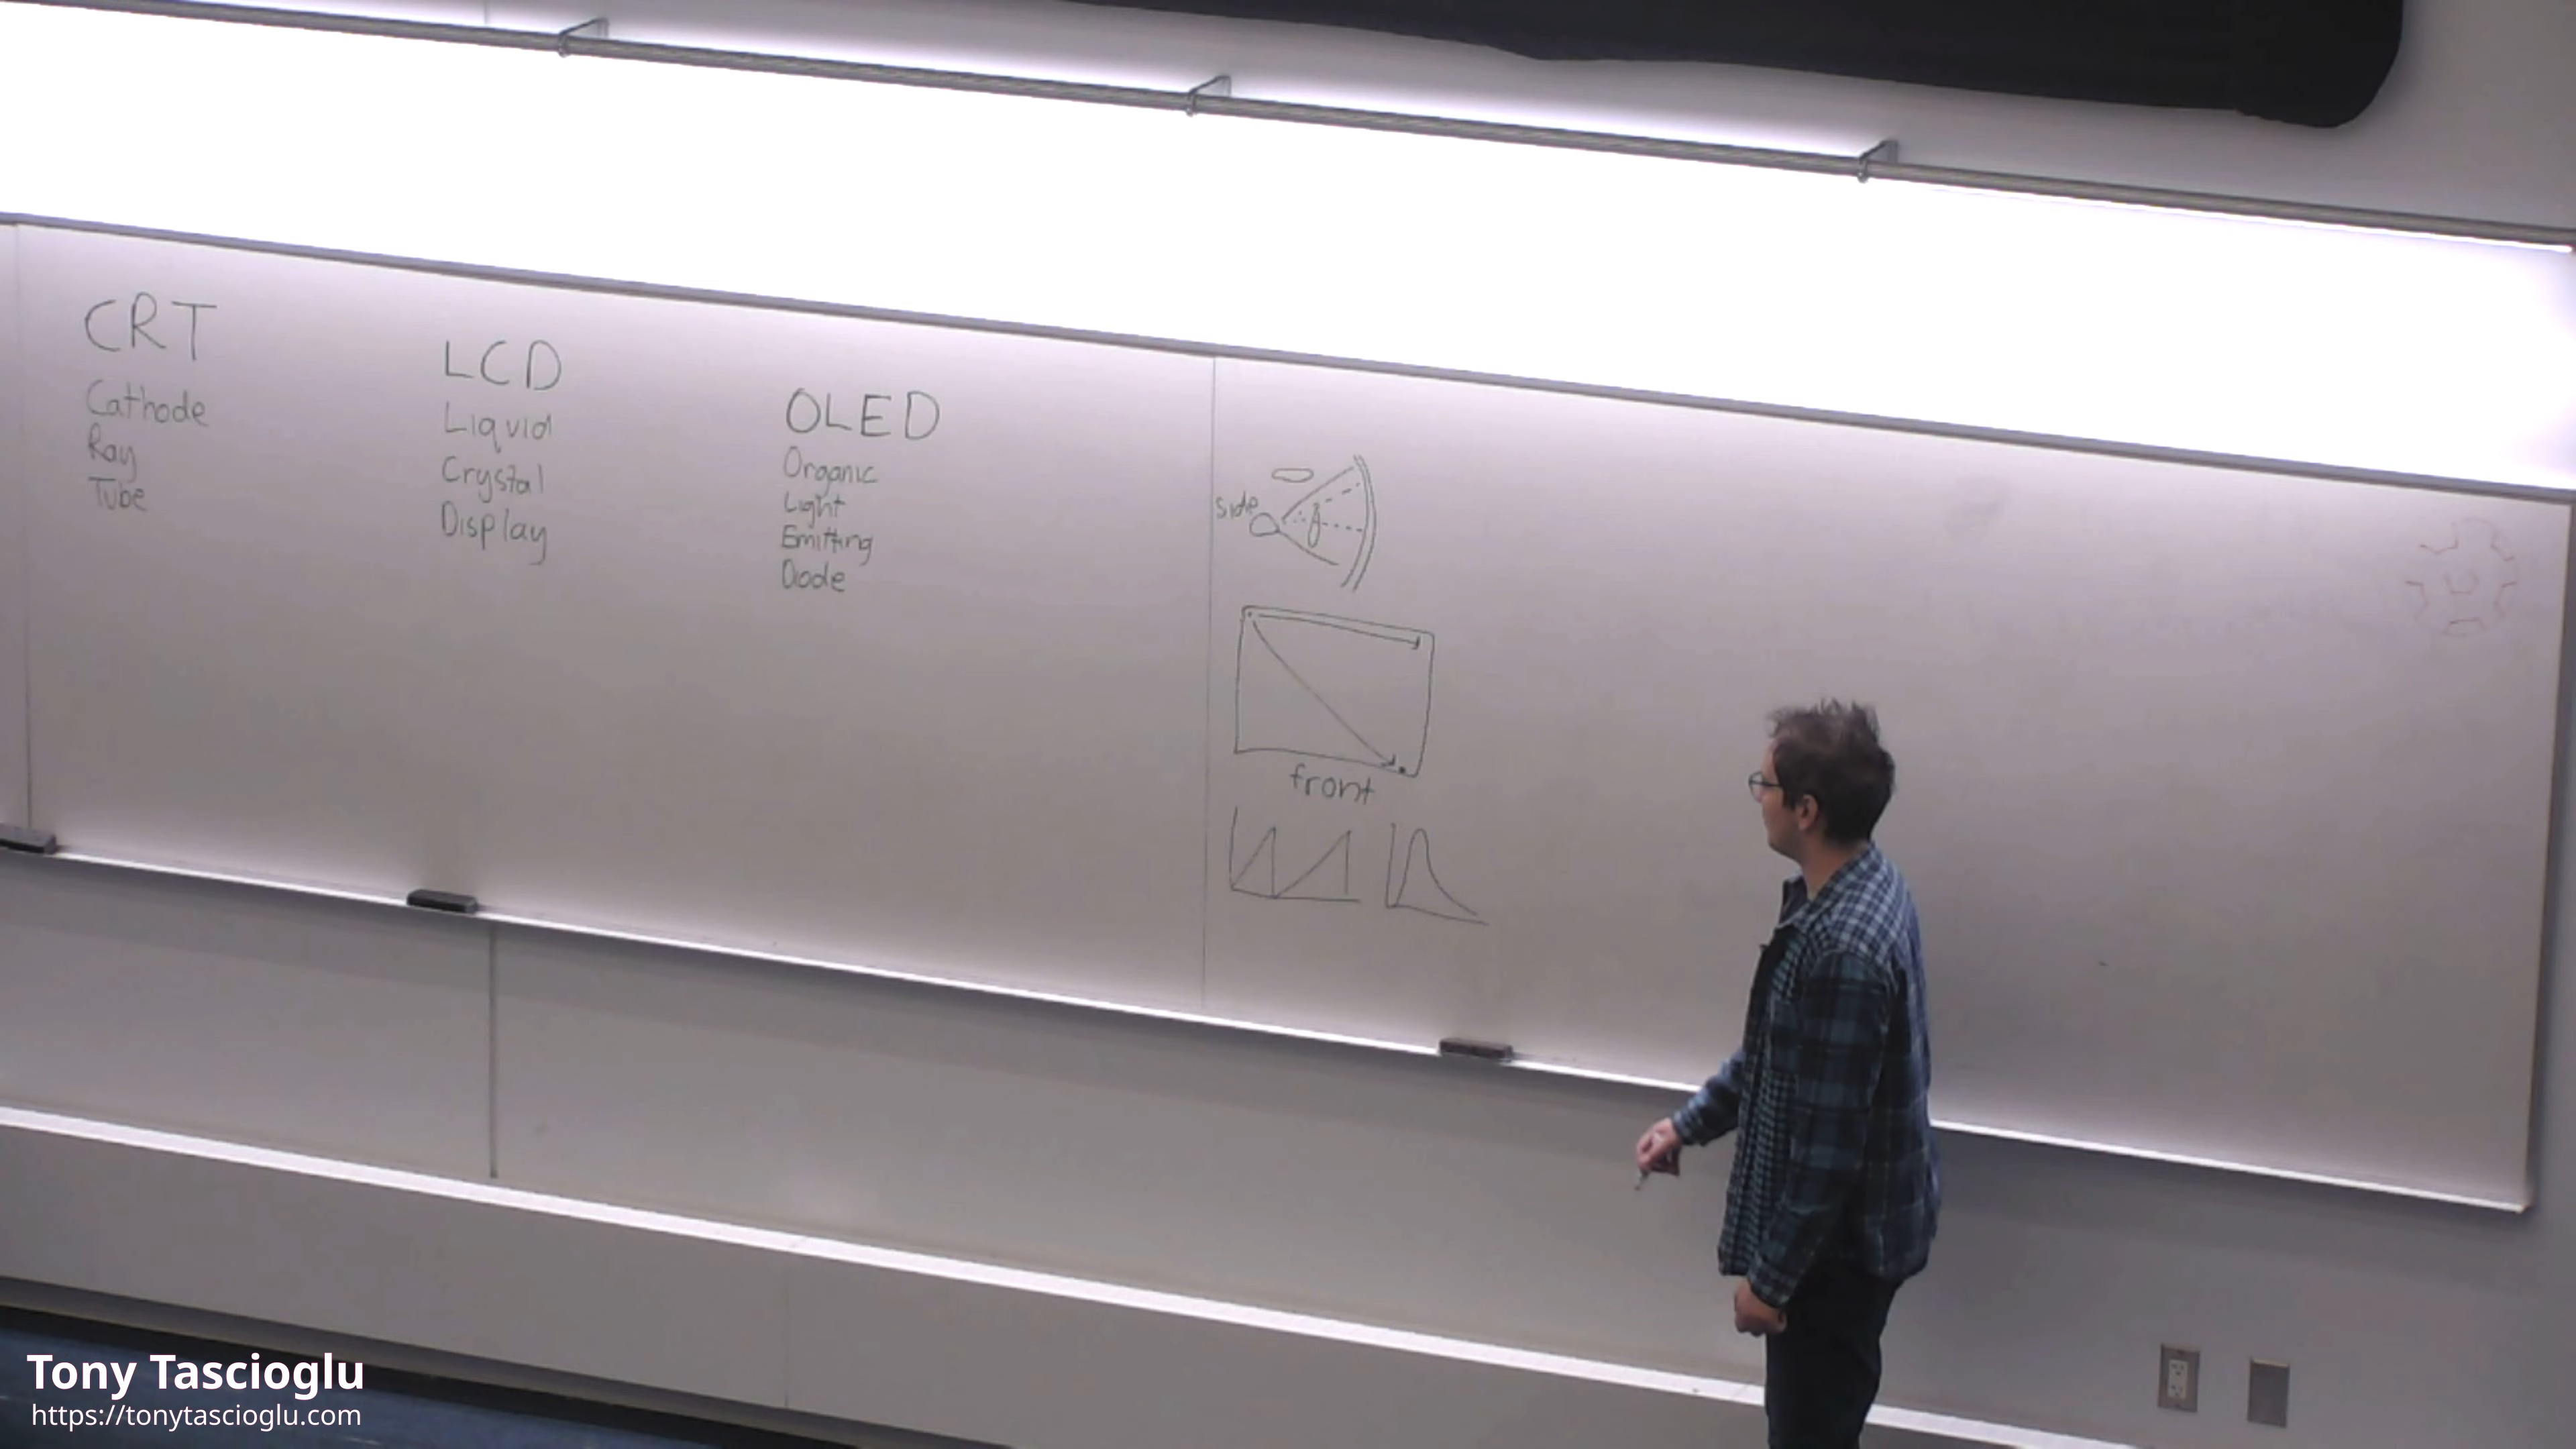 CRT
Cathode
Ray
Tube
LCD
Liquid
Crystal
Display
OLED
Organic
Light
Emitting
Diode
side
front
Tony Tascioglu
https://tonytascioglu.com